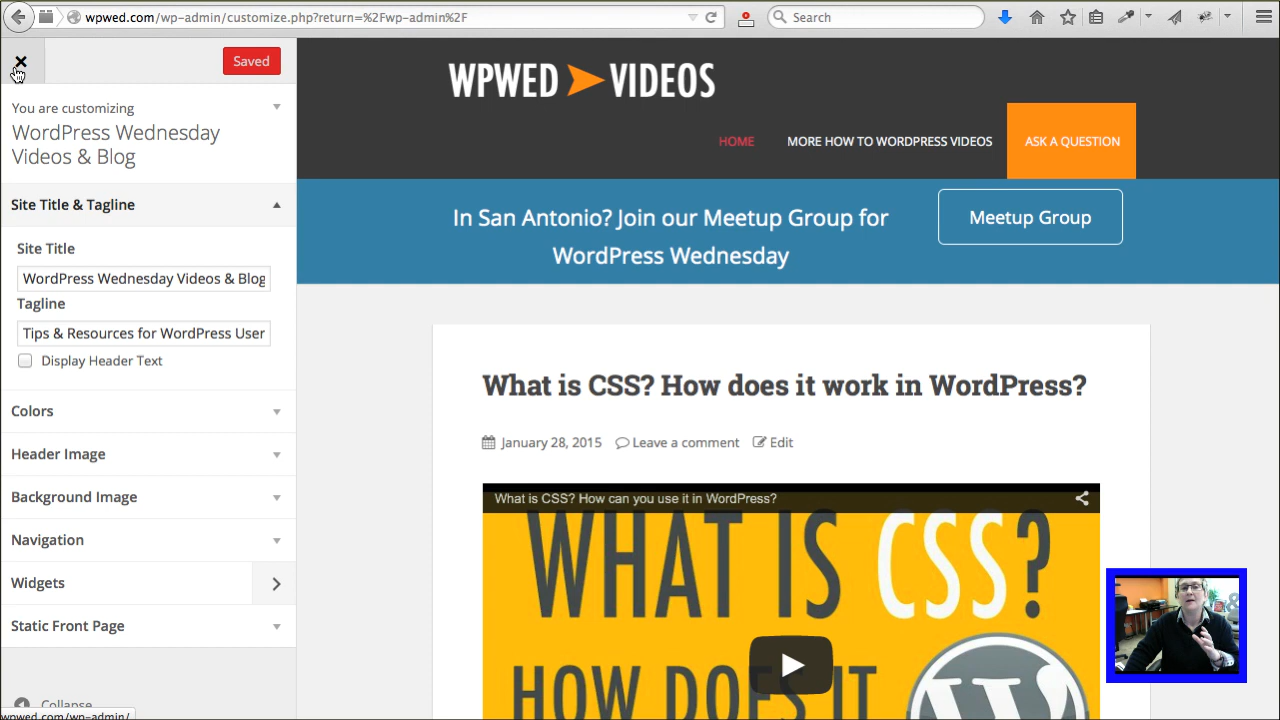 wpwed.com/wp-admin/customize.php?return=%2Fwp-admin%2F
Search
Saved
You are customizing
WordPress Wednesday
Videos & Blog
Site Title & Tagline
Site Title
WordPress Wednesday Videos & Blog
Tagline
Tips & Resources for WordPress User
Display Header Text
Colors
Header Image
Background Image
Navigation
Widgets
Static Front Page
Collapse
wpwed.com/wp-admin/
WPWED VIDEOS
HOME
MORE HOW TO WORDPRESS VIDEOS
ASK A QUESTION
In San Antonio? Join our Meetup Group for
WordPress Wednesday
Meetup Group
What is CSS? How does it work in WordPress?
January 28, 2015
Leave a comment
Edit
What is CSS? How can you use it in WordPress?
WHAT IS CSS?
HOW DOES IT